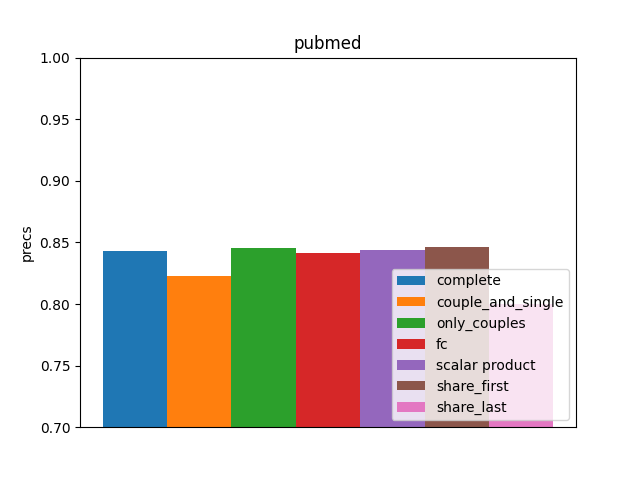 pubmed
1.00
0.95
0.90
0.85
0.80
0.75
0.70
precs
complete
couple_and_single
only_couples
fc
scalar product
share_first
share_last